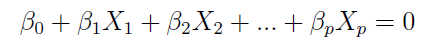 β₀ + β₁X₁ + β₂X₂ + ... + βₚXₚ = 0